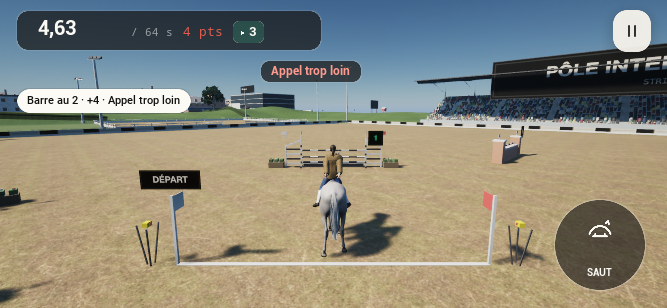 4,63 / 64 s 4 pts ▸ 3
Appel trop loin
Barre au 2 · +4 · Appel trop loin
PÔLE INTE
DÉPART
SAUT